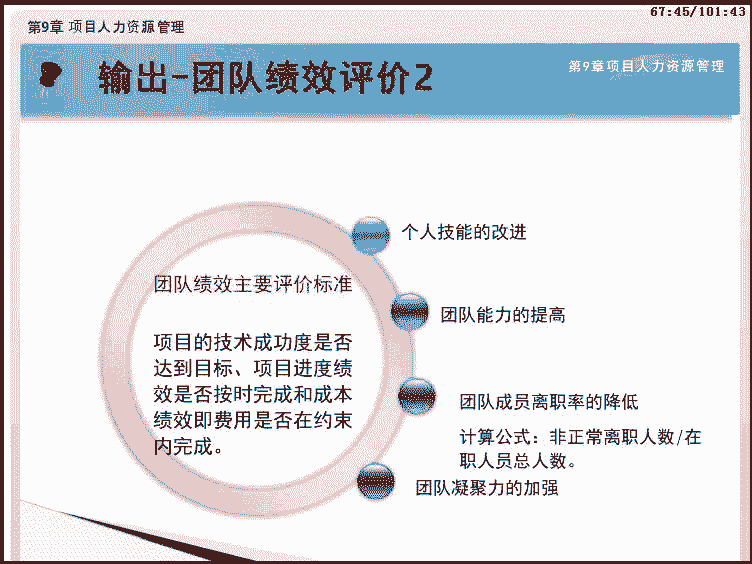 67:45/101:43
第9章 项目人力资源管理
输出-团队绩效评价2
第9章项目人力资源管理
个人技能的改进
团队绩效主要评价标准
团队能力的提高
项目的技术成功度是否
达到目标、项目进度绩
效是否按时完成和成本
绩效即费用是否在约束
内完成。
团队成员离职率的降低
计算公式：非正常离职人数/在
职人员总人数。
团队凝聚力的加强